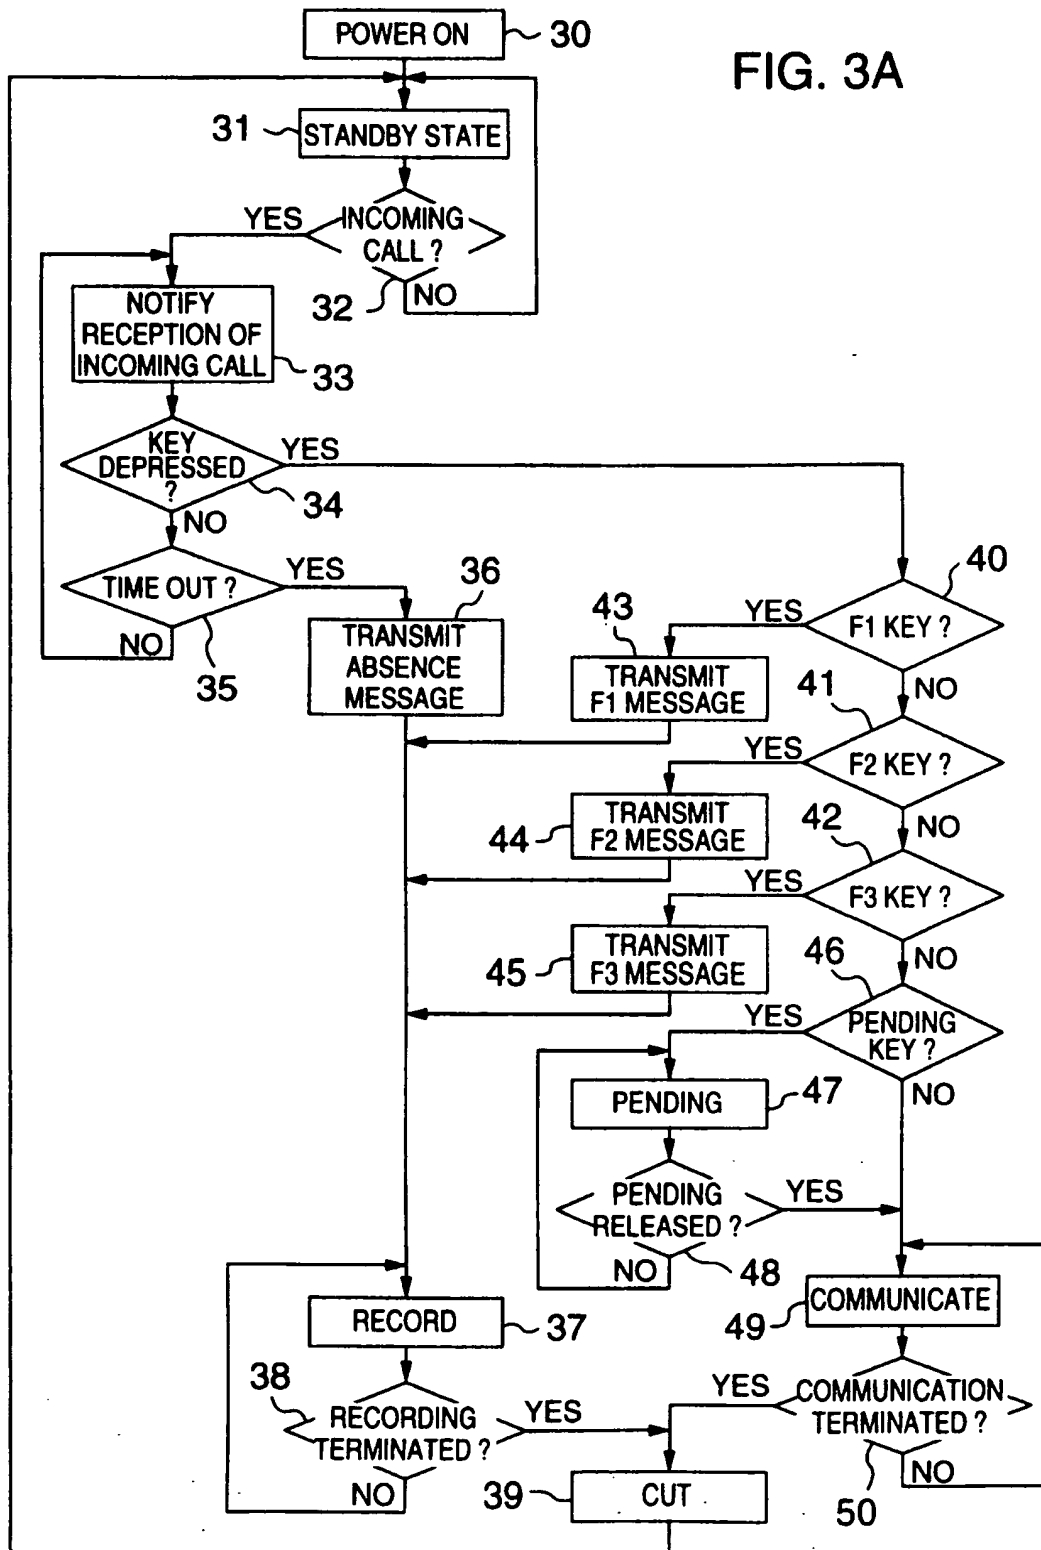 POWER ON
30
FIG. 3A
31
STANDBY STATE
YES
INCOMING
CALL ?
32
NO
NOTIFY
RECEPTION OF
INCOMING CALL
33
KEY
DEPRESSED
?
YES
34
NO
TIME OUT ?
YES
NO
35
36
TRANSMIT
ABSENCE
MESSAGE
40
F1 KEY ?
YES
NO
43
TRANSMIT
F1 MESSAGE
41
F2 KEY ?
YES
NO
44
TRANSMIT
F2 MESSAGE
42
F3 KEY ?
YES
NO
45
TRANSMIT
F3 MESSAGE
46
PENDING
KEY ?
YES
NO
PENDING
47
PENDING
RELEASED ?
YES
NO
48
RECORD
37
COMMUNICATE
49
38
RECORDING
TERMINATED ?
YES
NO
YES
COMMUNICATION
TERMINATED ?
NO
50
39
CUT